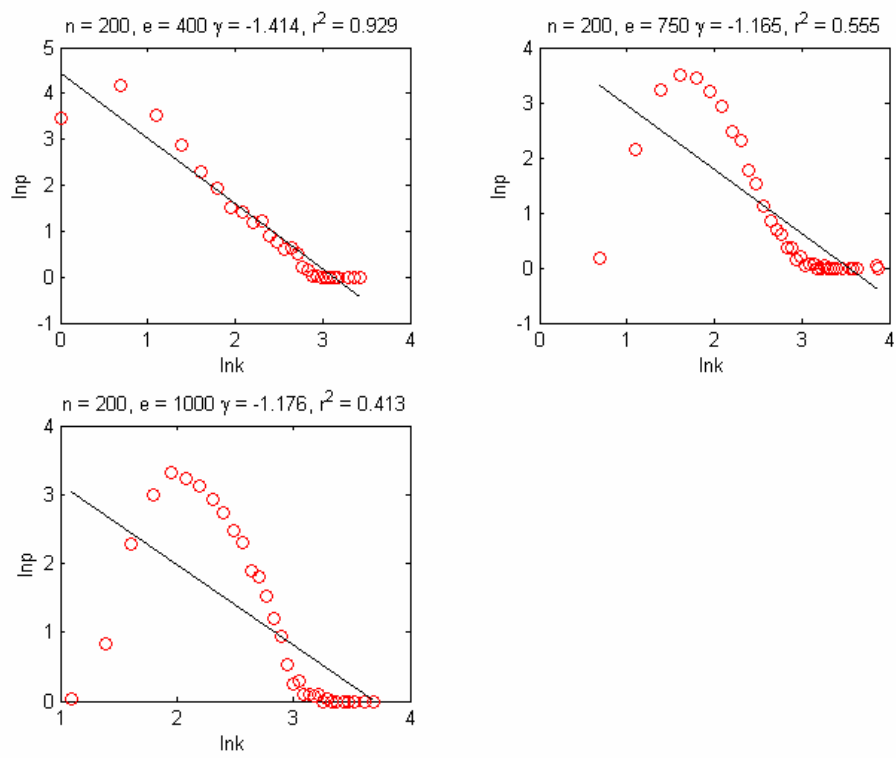 n = 200, e = 400 γ = -1.414, r² = 0.929
5
4
3
2
1
0
-1
lnp
0 1 2 3 4
lnk
n = 200, e = 750 γ = -1.165, r² = 0.555
4
3
2
1
0
-1
lnp
0 1 2 3 4
lnk
n = 200, e = 1000 γ = -1.176, r² = 0.413
4
3
2
1
0
lnp
1 2 3 4
lnk